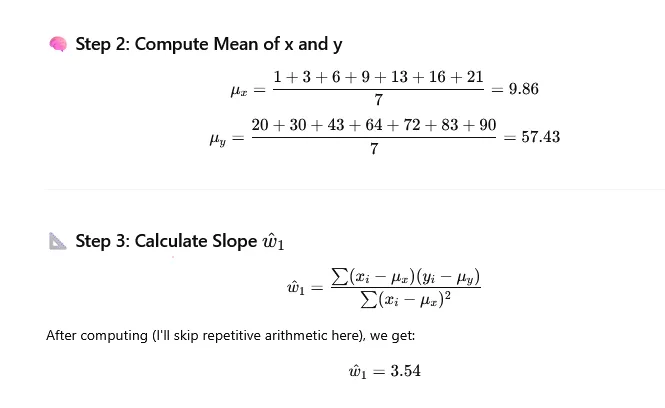 🧠 Step 2: Compute Mean of x and y
μₓ = (1 + 3 + 6 + 9 + 13 + 16 + 21) / 7 = 9.86
μᵧ = (20 + 30 + 43 + 64 + 72 + 83 + 90) / 7 = 57.43
📐 Step 3: Calculate Slope ŵ₁
ŵ₁ = ∑(xᵢ − μₓ)(yᵢ − μᵧ) / ∑(xᵢ − μₓ)²
After computing (I'll skip repetitive arithmetic here), we get:
ŵ₁ = 3.54